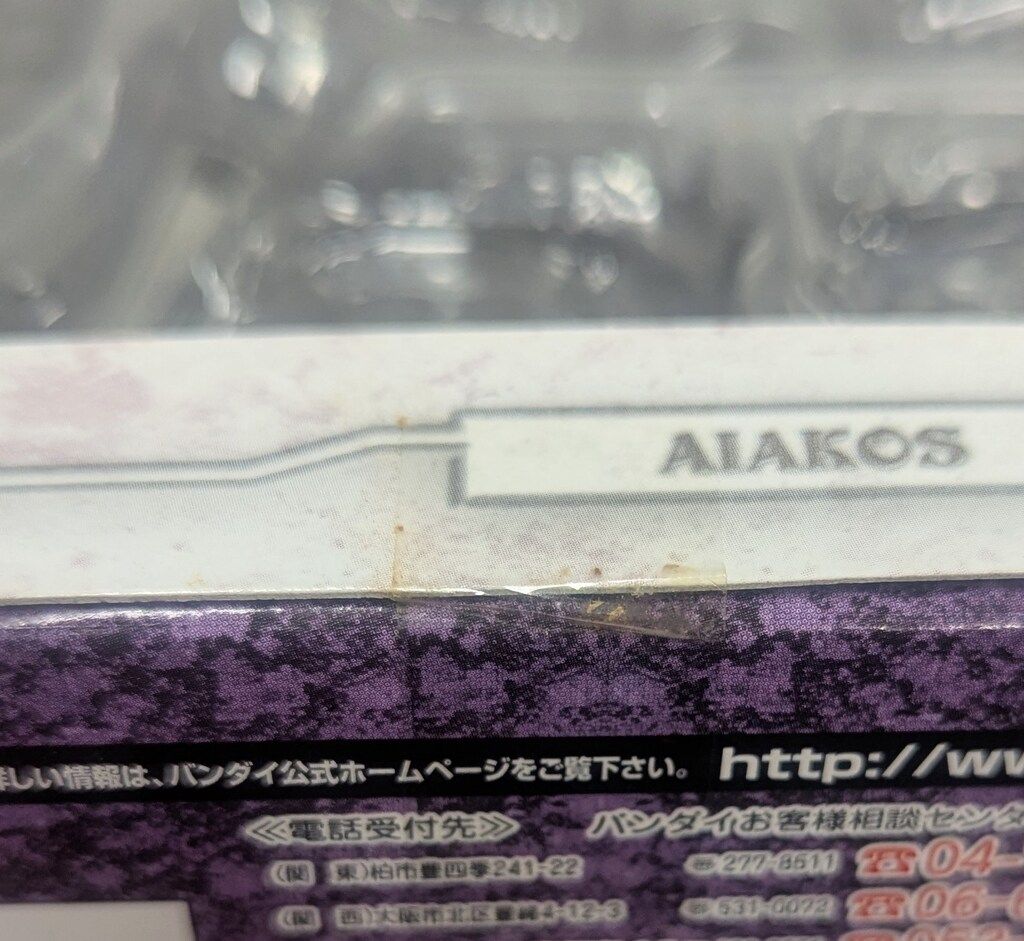 AIAKOS
しい情報は、バンダイ公式ホームページをご覧下さい。 http://ww
≪電話受付先≫ バンダイお客様相談セン
(関 東)柏市豊四季241-22 〒277-8511 ☎04-
(関 西)大阪市北区豊崎4-12-3 〒531-0072 ☎06-6